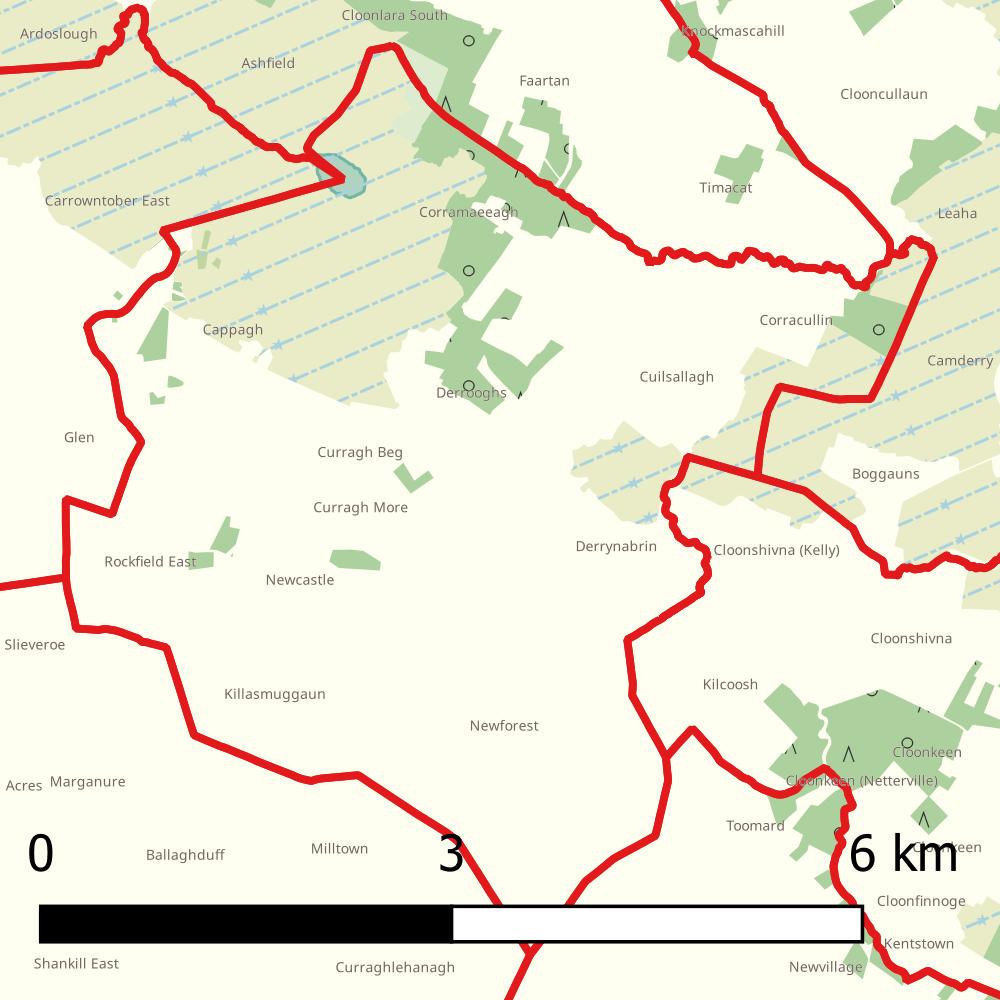 Cloonlara South
Knockmascahill
Ardoslough
Ashfield
Faartan
Clooncullaun
Timacat
Carrowntober East
Corramaeeagh
Leaha
Corracullin
Cappagh
Camderry
Cuilsallagh
Derrooghs
Glen
Curragh Beg
Boggauns
Curragh More
Derrynabrin
Cloonshivna (Kelly)
Rockfield East
Newcastle
Cloonshivna
Slieveroe
Kilcoosh
Killasmuggaun
Newforest
Cloonkeen
Cloonkeen (Netterville)
Acres
Marganure
Toomard
Cloonkeen
Milltown
Ballaghduff
0 3 6 km
Cloonfinnoge
Kentstown
Shankill East
Curraghlehanagh
Newvillage